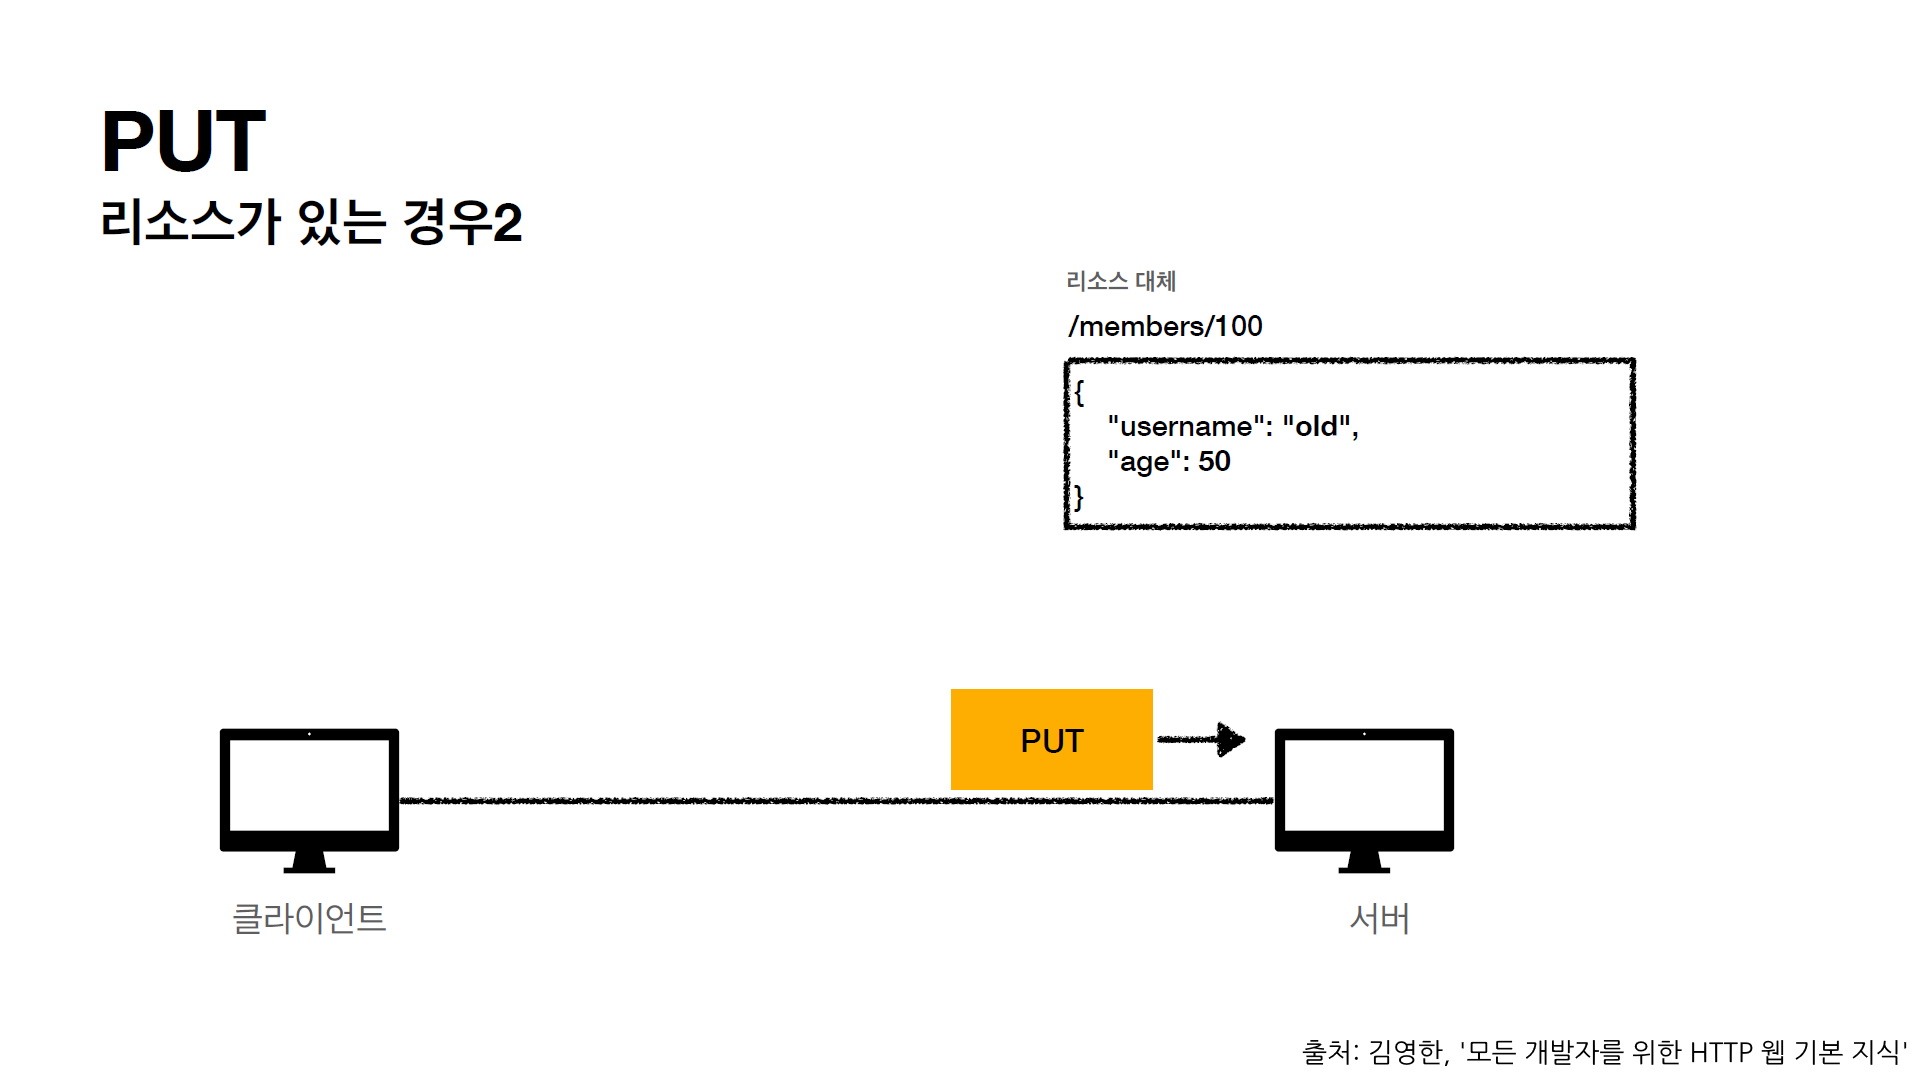 PUT
리소스가 있는 경우2
리소스 대체
/members/100
{
"username": "old",
"age": 50
}
PUT
클라이언트
서버
출처: 김영한, '모든 개발자를 위한 HTTP 웹 기본 지식'